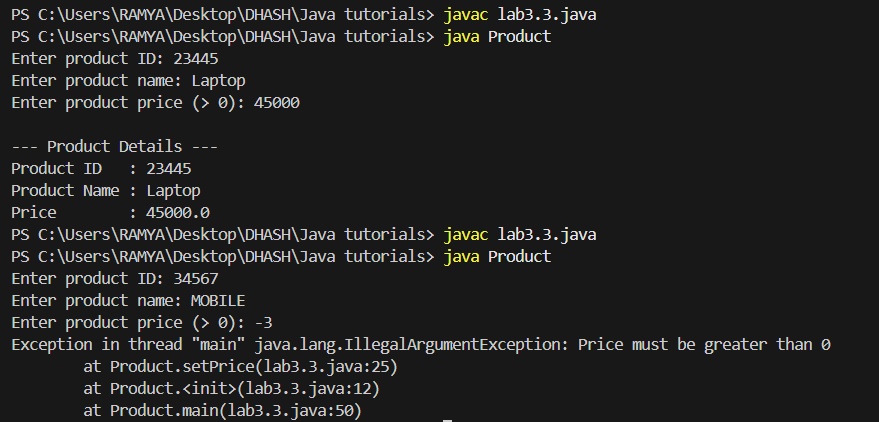 PS C:\Users\RAMYA\Desktop\DHASH\Java tutorials> javac lab3.3.java
PS C:\Users\RAMYA\Desktop\DHASH\Java tutorials> java Product
Enter product ID: 23445
Enter product name: Laptop
Enter product price (> 0): 45000

--- Product Details ---
Product ID   : 23445
Product Name : Laptop
Price        : 45000.0
PS C:\Users\RAMYA\Desktop\DHASH\Java tutorials> javac lab3.3.java
PS C:\Users\RAMYA\Desktop\DHASH\Java tutorials> java Product
Enter product ID: 34567
Enter product name: MOBILE
Enter product price (> 0): -3
Exception in thread "main" java.lang.IllegalArgumentException: Price must be greater than 0
        at Product.setPrice(lab3.3.java:25)
        at Product.<init>(lab3.3.java:12)
        at Product.main(lab3.3.java:50)